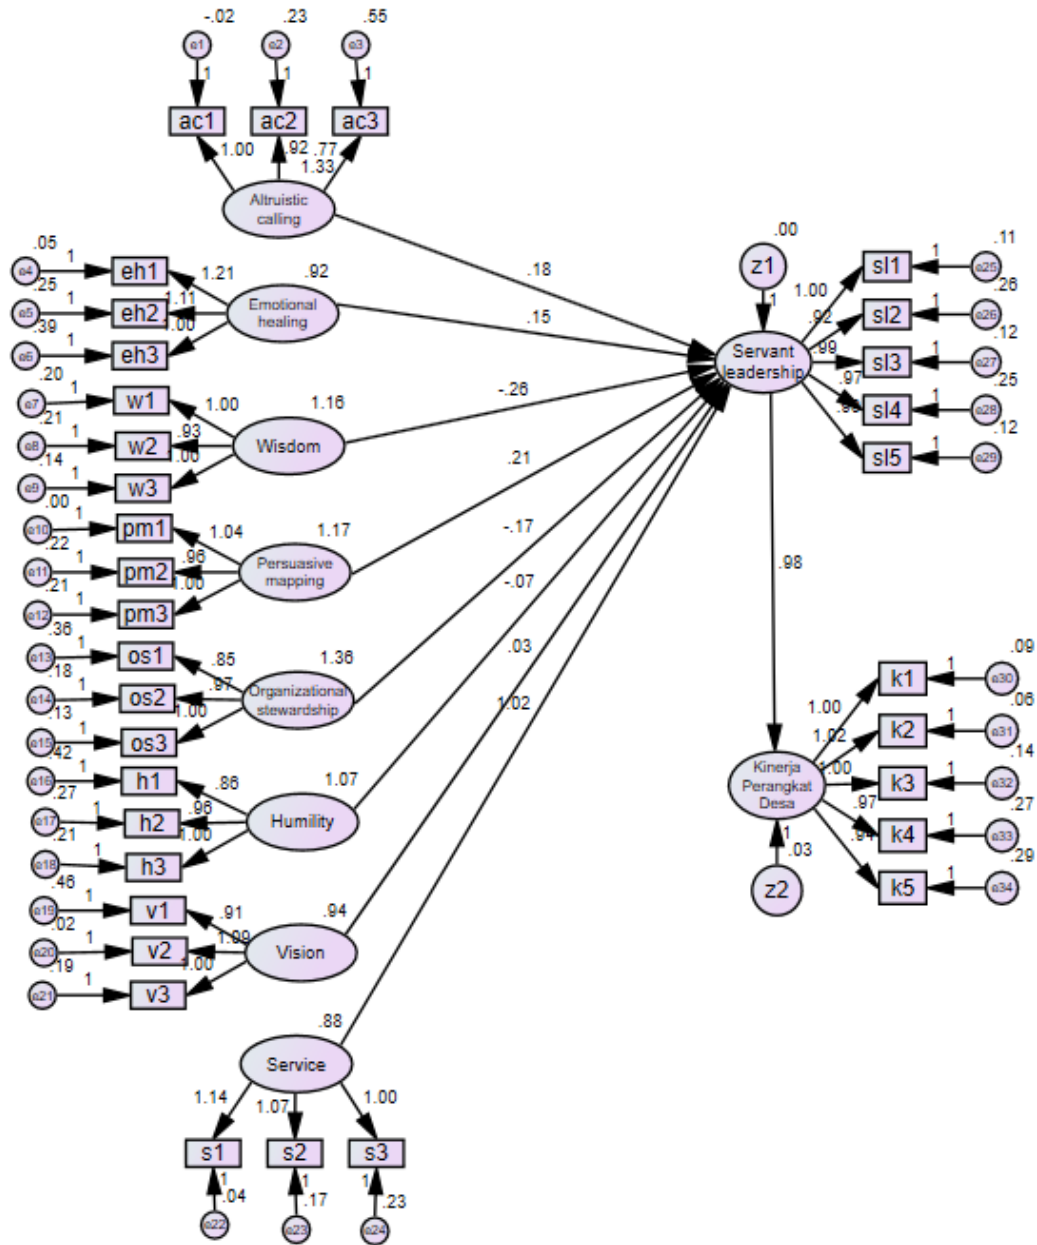 -.02 .23 .55
e1 e2 e3
1 1 1
ac1 ac2 ac3
1.00 .92 .77
1.33
Altruistic
calling
.05
e4 1 eh1 1.21 .92
.25
e5 1 eh2 1.11 Emotional
healing
.39 1.00
e6 1 eh3
.20
e7 1 w1 1.00 1.16
.21
e8 1 w2 .93 Wisdom
.14 1.00
e9 1 w3
.00
e10 1 pm1 1.04 1.17
.22
e11 1 pm2 .96 Persuasive
mapping
.21 1.00
e12 1 pm3
.36
e13 1 os1 .85 1.36
.18
e14 1 os2 .97 Organizational
stewardship
.13 1.00
e15 1 os3
.42
e16 1 h1 .86 1.07
.27
e17 1 h2 .96 Humility
.21 1.00
e18 1 h3
.46
e19 1 v1 .91 .94
.02
e20 1 v2 1.09 Vision
.19 1.00
e21 1 v3
.88
Service
1.14 1.07 1.00
s1 s2 s3
1 1 1
.04 .17 .23
e22 e23 e24
.18
.15
-.26
.21
-.17
-.07
.03
1.02
.00
z1
1
Servant
leadership
1.00 sl1 1 .11
e25
.92 sl2 1 .26
e26
.99 sl3 1 .12
e27
.97 sl4 1 .25
e28
sl5 1 .12
e29
.98
Kinerja
Perangkat
Desa
1
.03
z2
1.00 k1 1 .09
e30
1.02 k2 1 .06
e31
1.00 k3 1 .14
e32
.97 k4 1 .27
e33
.94 k5 1 .29
e34